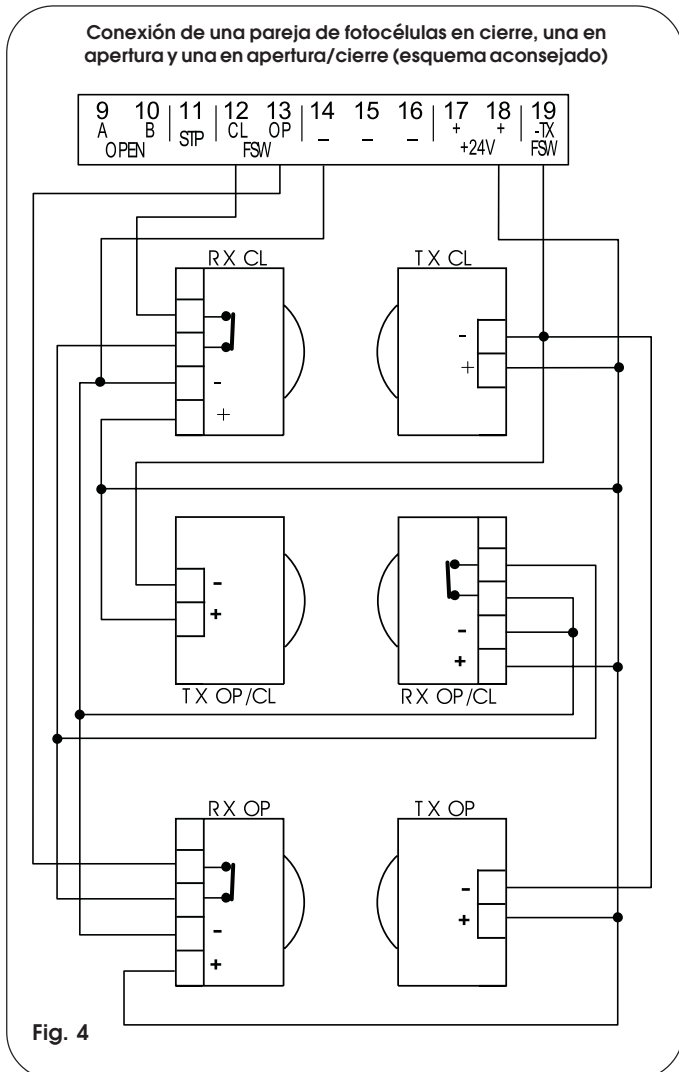 Conexión de una pareja de fotocélulas en cierre, una en
apertura y una en apertura/cierre (esquema aconsejado)
9 10 11 12 13 14 15 16 17 18 19
A B STP CL OP - - - + + -TX
OPEN FSW +24V FSW
RX CL TX CL
- -
+ +
- -
+ +
TX OP/CL RX OP/CL
RX OP TX OP
- -
+ +
Fig. 4